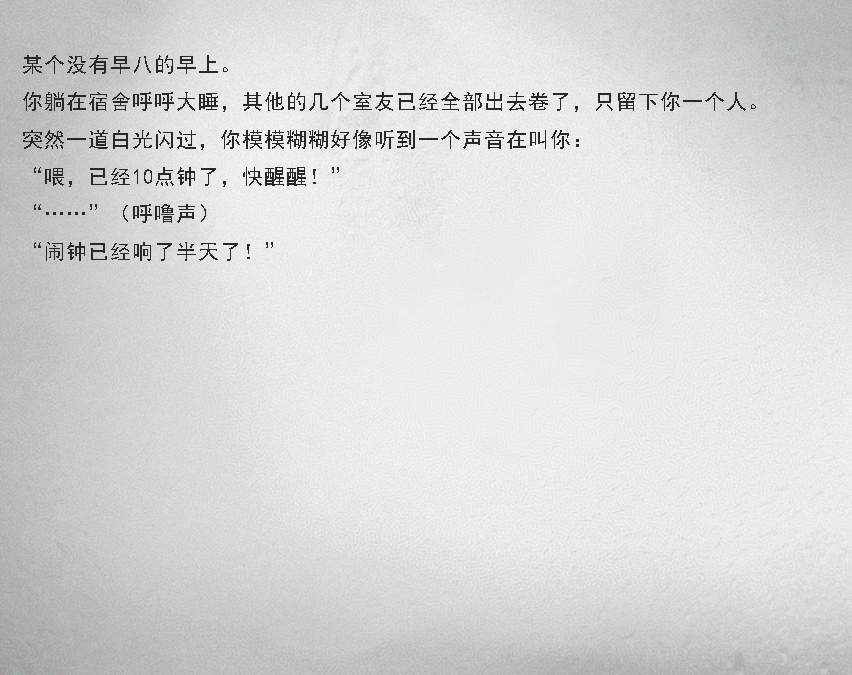 某个没有早八的早上。
你躺在宿舍呼呼大睡，其他的几个室友已经全部出去卷了，只留下你一个人。
突然一道白光闪过，你模模糊糊好像听到一个声音在叫你：
“喂，已经10点钟了，快醒醒！”
“……”（呼噜声）
“闹钟已经响了半天了！”